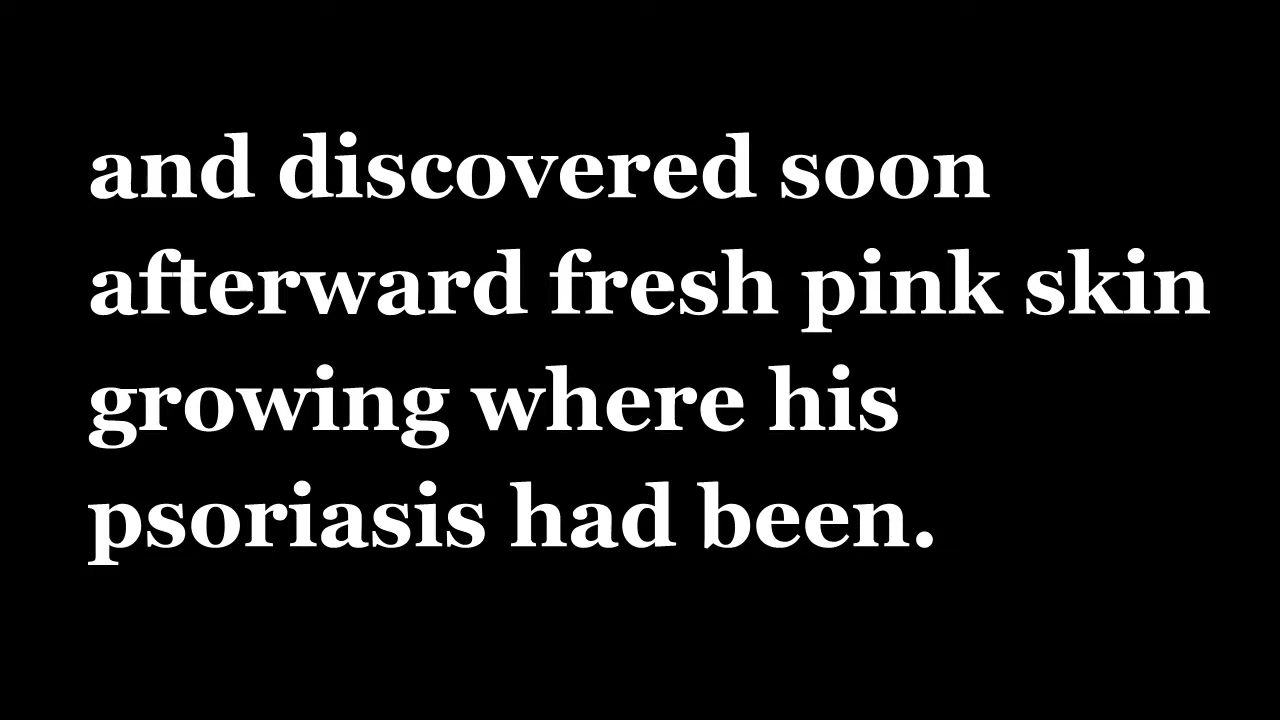 and discovered soon
afterward fresh pink skin
growing where his
psoriasis had been.